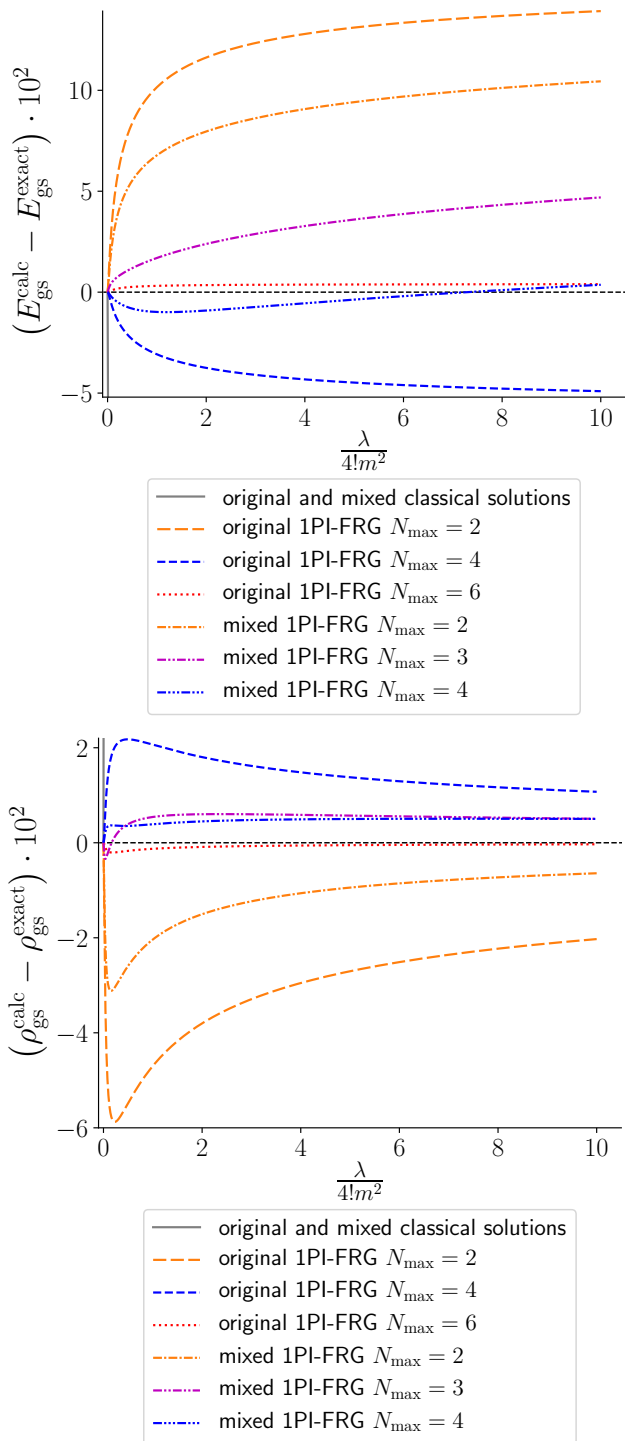 10
5
0
−5
(E_gs^calc − E_gs^exact) · 10^2
0 2 4 6 8 10
λ/4!m^2
original and mixed classical solutions
original 1PI-FRG N_max = 2
original 1PI-FRG N_max = 4
original 1PI-FRG N_max = 6
mixed 1PI-FRG N_max = 2
mixed 1PI-FRG N_max = 3
mixed 1PI-FRG N_max = 4
2
0
−2
−4
−6
(ρ_gs^calc − ρ_gs^exact) · 10^2
0 2 4 6 8 10
λ/4!m^2
original and mixed classical solutions
original 1PI-FRG N_max = 2
original 1PI-FRG N_max = 4
original 1PI-FRG N_max = 6
mixed 1PI-FRG N_max = 2
mixed 1PI-FRG N_max = 3
mixed 1PI-FRG N_max = 4